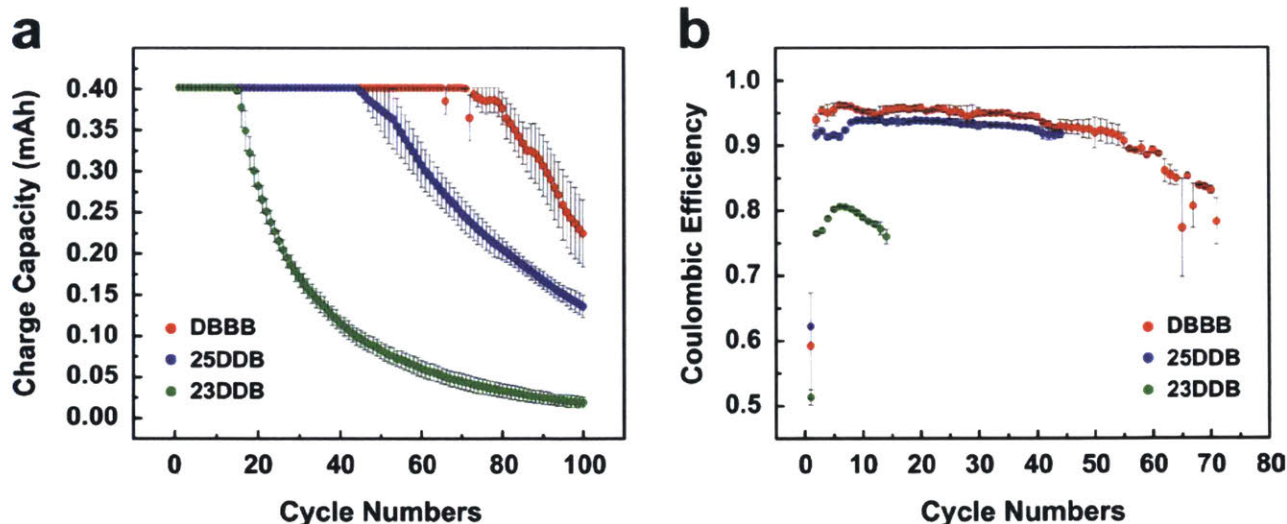 a
Charge Capacity (mAh)
0.40
0.35
0.30
0.25
0.20
0.15
0.10
0.05
0.00
DBBB
25DDB
23DDB
0 20 40 60 80 100
Cycle Numbers
b
Coulombic Efficiency
1.0
0.9
0.8
0.7
0.6
0.5
DBBB
25DDB
23DDB
0 10 20 30 40 50 60 70 80
Cycle Numbers